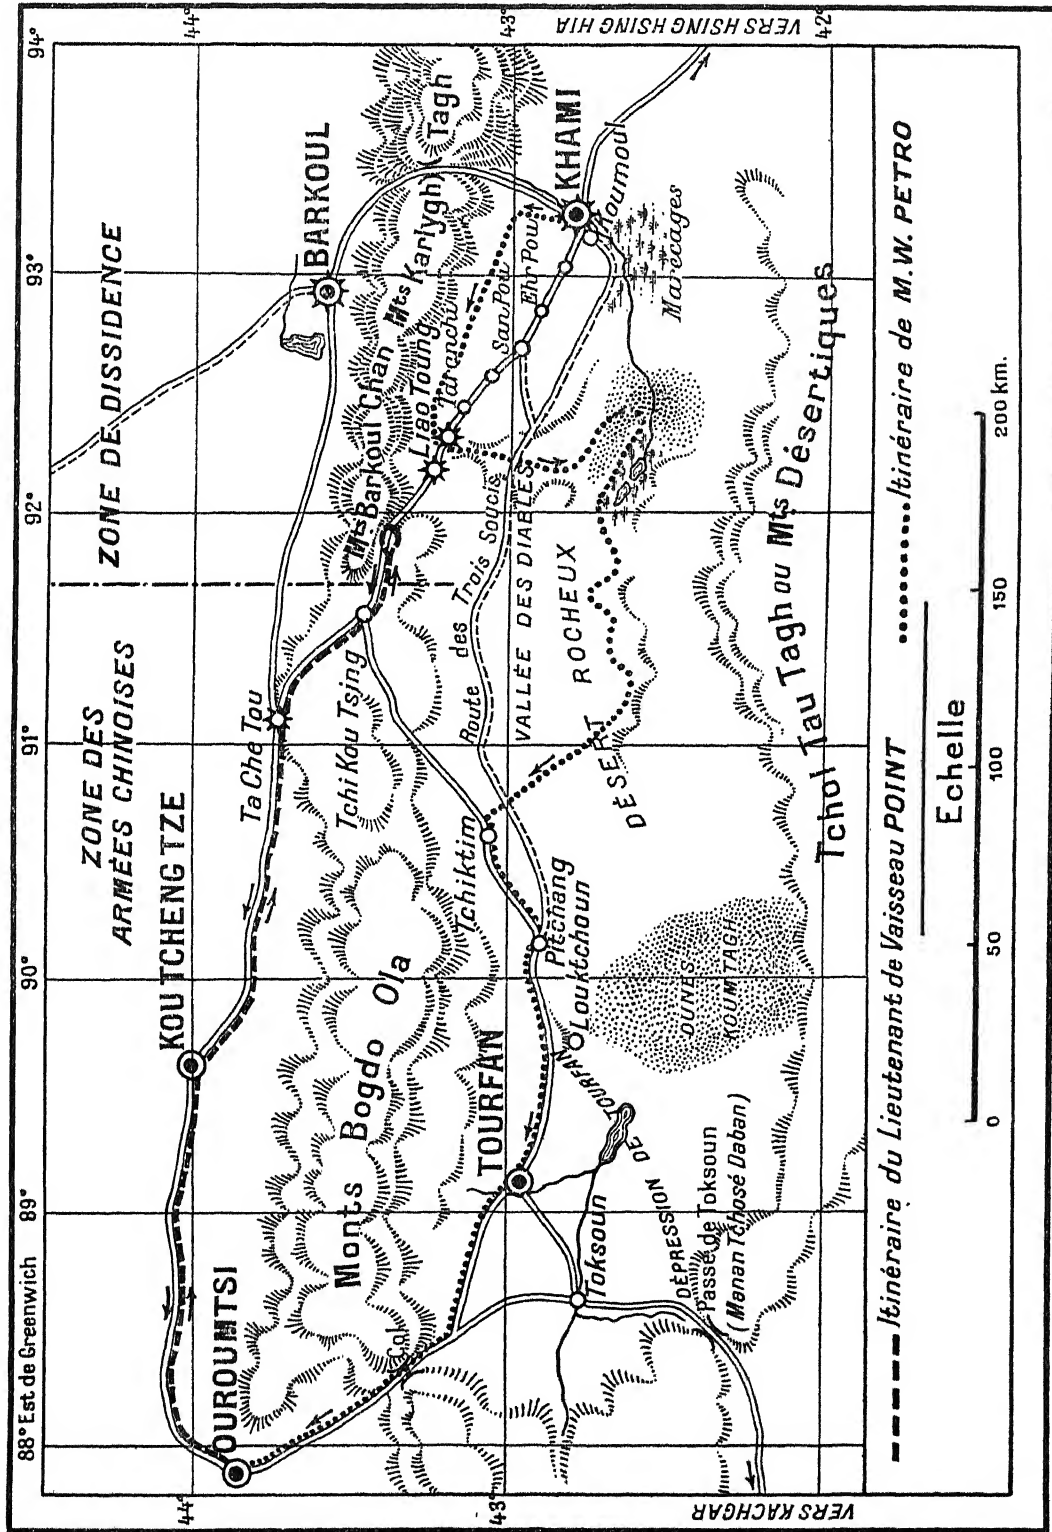 88° Est de Greenwich
89°
90°
91°
92°
93°
94°
44°
43°
44°
43°
42°
ZONE DES
ARMÉES CHINOISES
ZONE DE DISSIDENCE
OUROUMTSI
KOUTCHENGTZE
Ta Che Tou
BARKOUL
Tchi Kou Tsing
Mts Barkoul Chan
Mts Karlygh Tagh
Monts Bogdo Ola
Col
Liao Toung
Taranchi
San Pou
Ehr Pou
KHAMI
Toumoul
Marécages
TOURFAN
Tchiktim
Pitchang
Louktchoun
Route des Trois Soucis
VALLÉE DES DIABLES
DÉSERT ROCHEUX
Toksoun
DÉPRESSION DE TOURFAN
DUNES
KOUMTAGH
Passe de Toksoun
(Manan Tchosé Daban)
Tchol Tau Tagh ou Mts Désertiques
VERS KACHGAR
VERS HSING HSING HIA
Itinéraire du Lieutenant de Vaisseau POINT
Itinéraire de M.W. PETRO
Echelle
0 50 100 150 200 km.